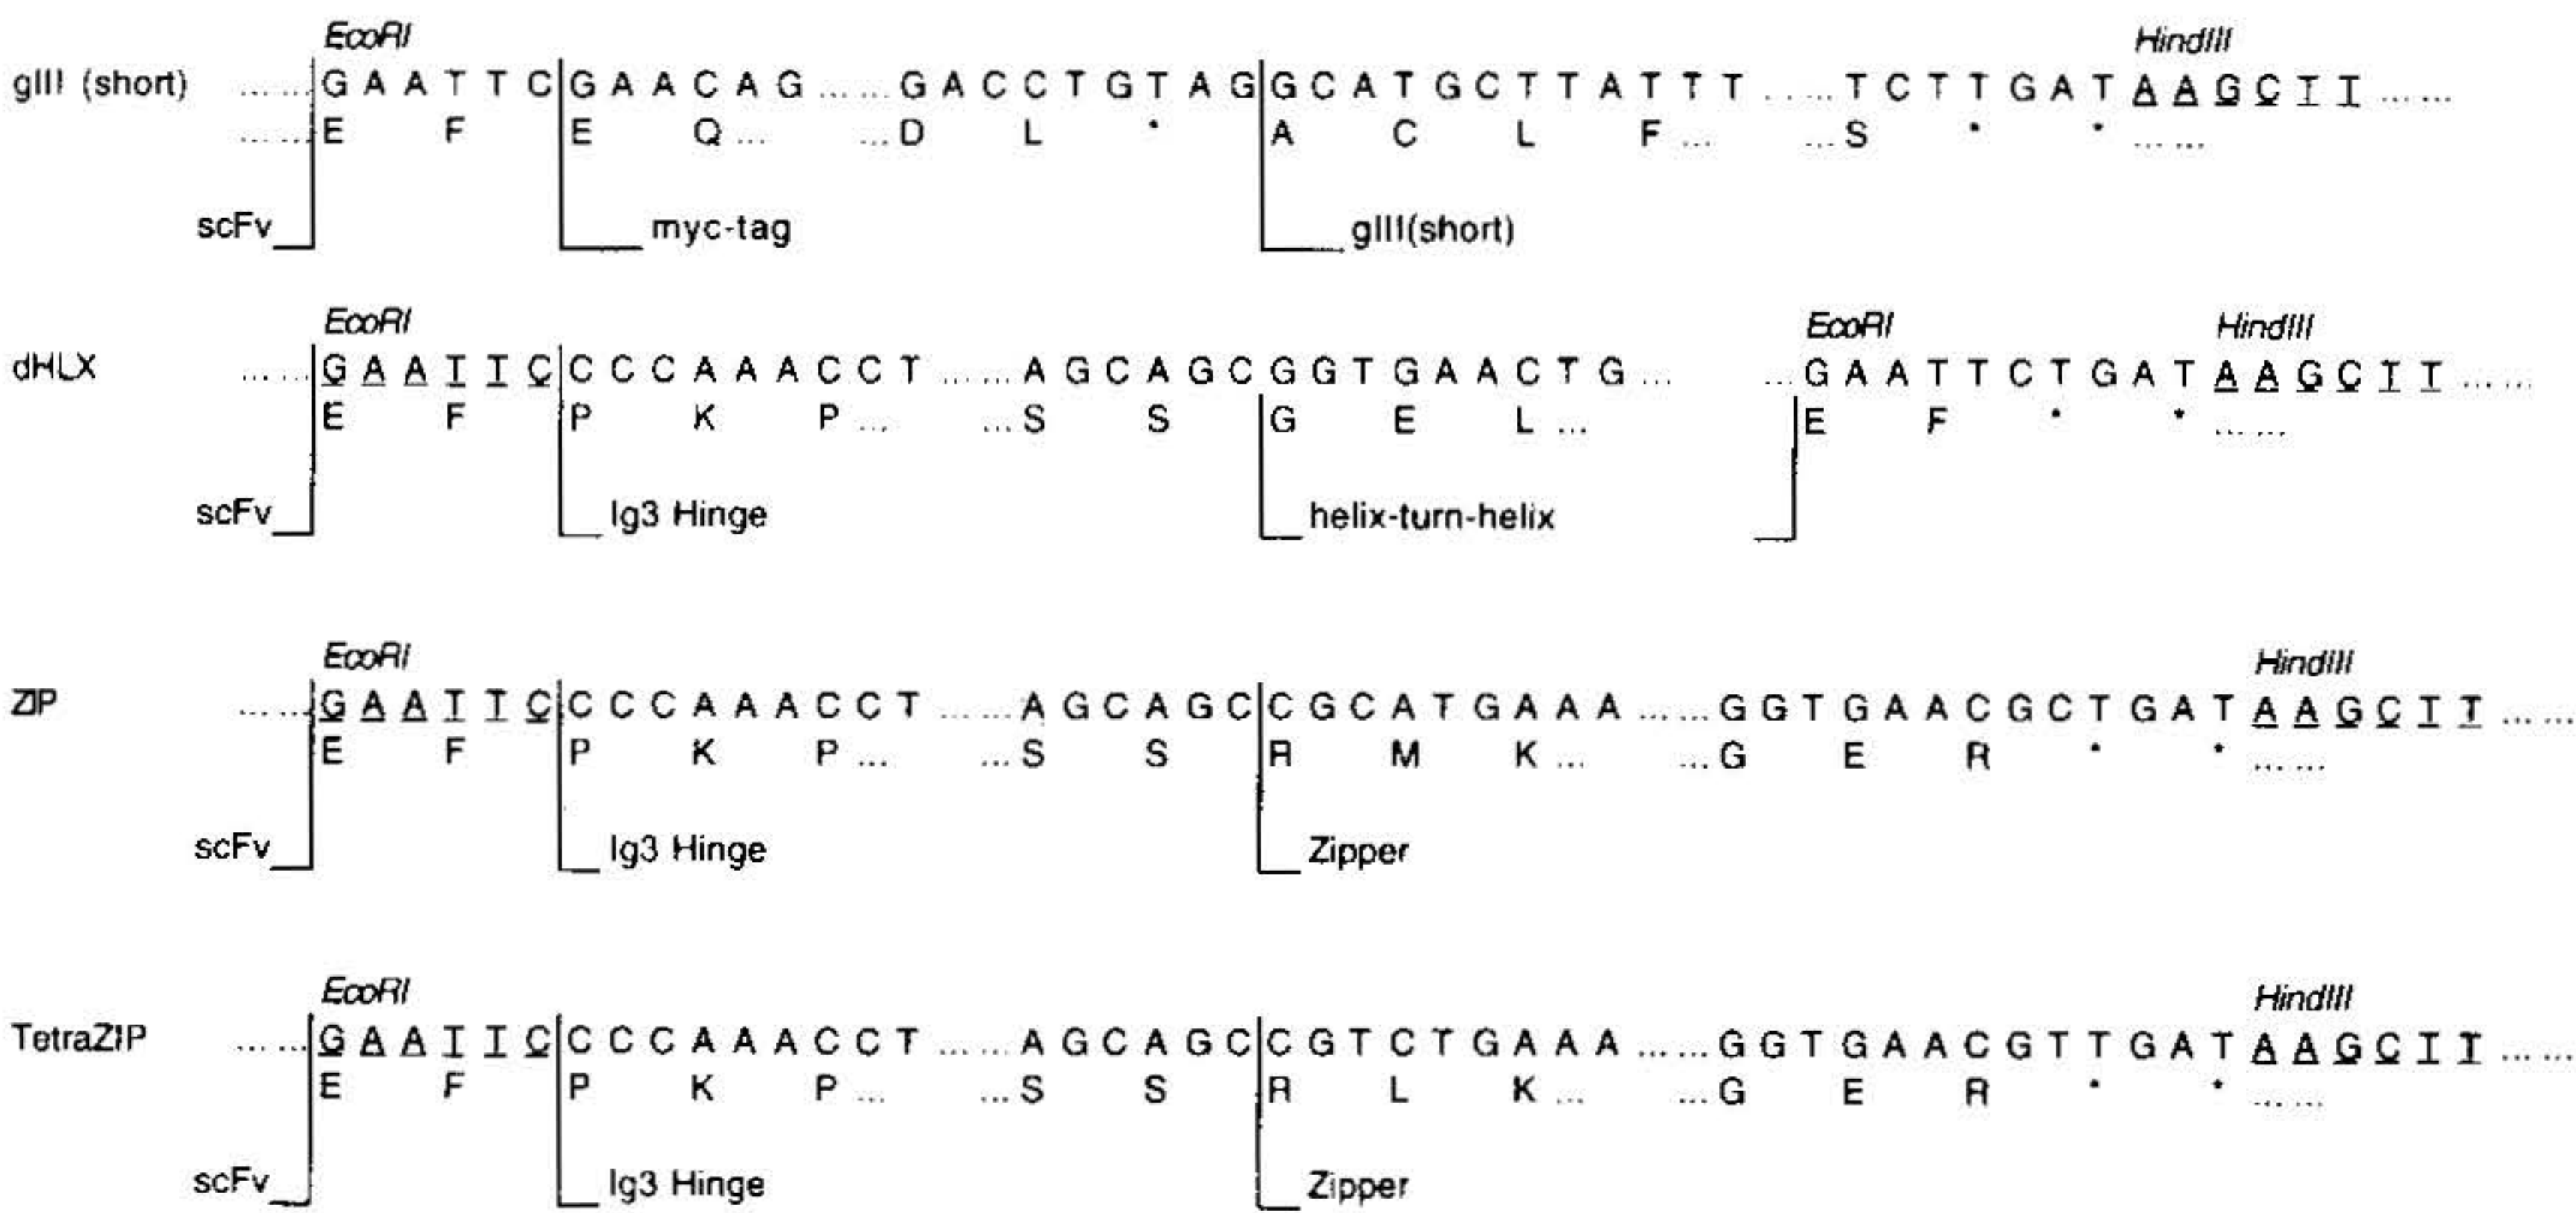 EcoRI HindIII
gIII (short) ......GAATTCGAACAG......GACCTGTAGGCATGCTTATTT......TCTTGATAAGCTT......
......E F E Q... ...D L * A C L F... ...S * * ......
scFv myc-tag gIII(short)
EcoRI EcoRI HindIII
dHLX ......GAATTCCCCAAACCT......AGCAGCGGTGAACTG... ...GAATTCTGATAAGCTT......
E F P K P... ...S S G E L... E F * * ......
scFv Ig3 Hinge helix-turn-helix
EcoRI HindIII
ZIP ......GAATTCCCCAAACCT......AGCAGCCGCATGAAA......GGTGAACGCTGATAAGCTT......
E F P K P... ...S S R M K... ...G E R * * ......
scFv Ig3 Hinge Zipper
EcoRI HindIII
TetraZIP ......GAATTCCCCAAACCT......AGCAGCCGTCTGAAA......GGTGAACGTTGATAAGCTT......
E F P K P... ...S S R L K... ...G E R * * ......
scFv Ig3 Hinge Zipper